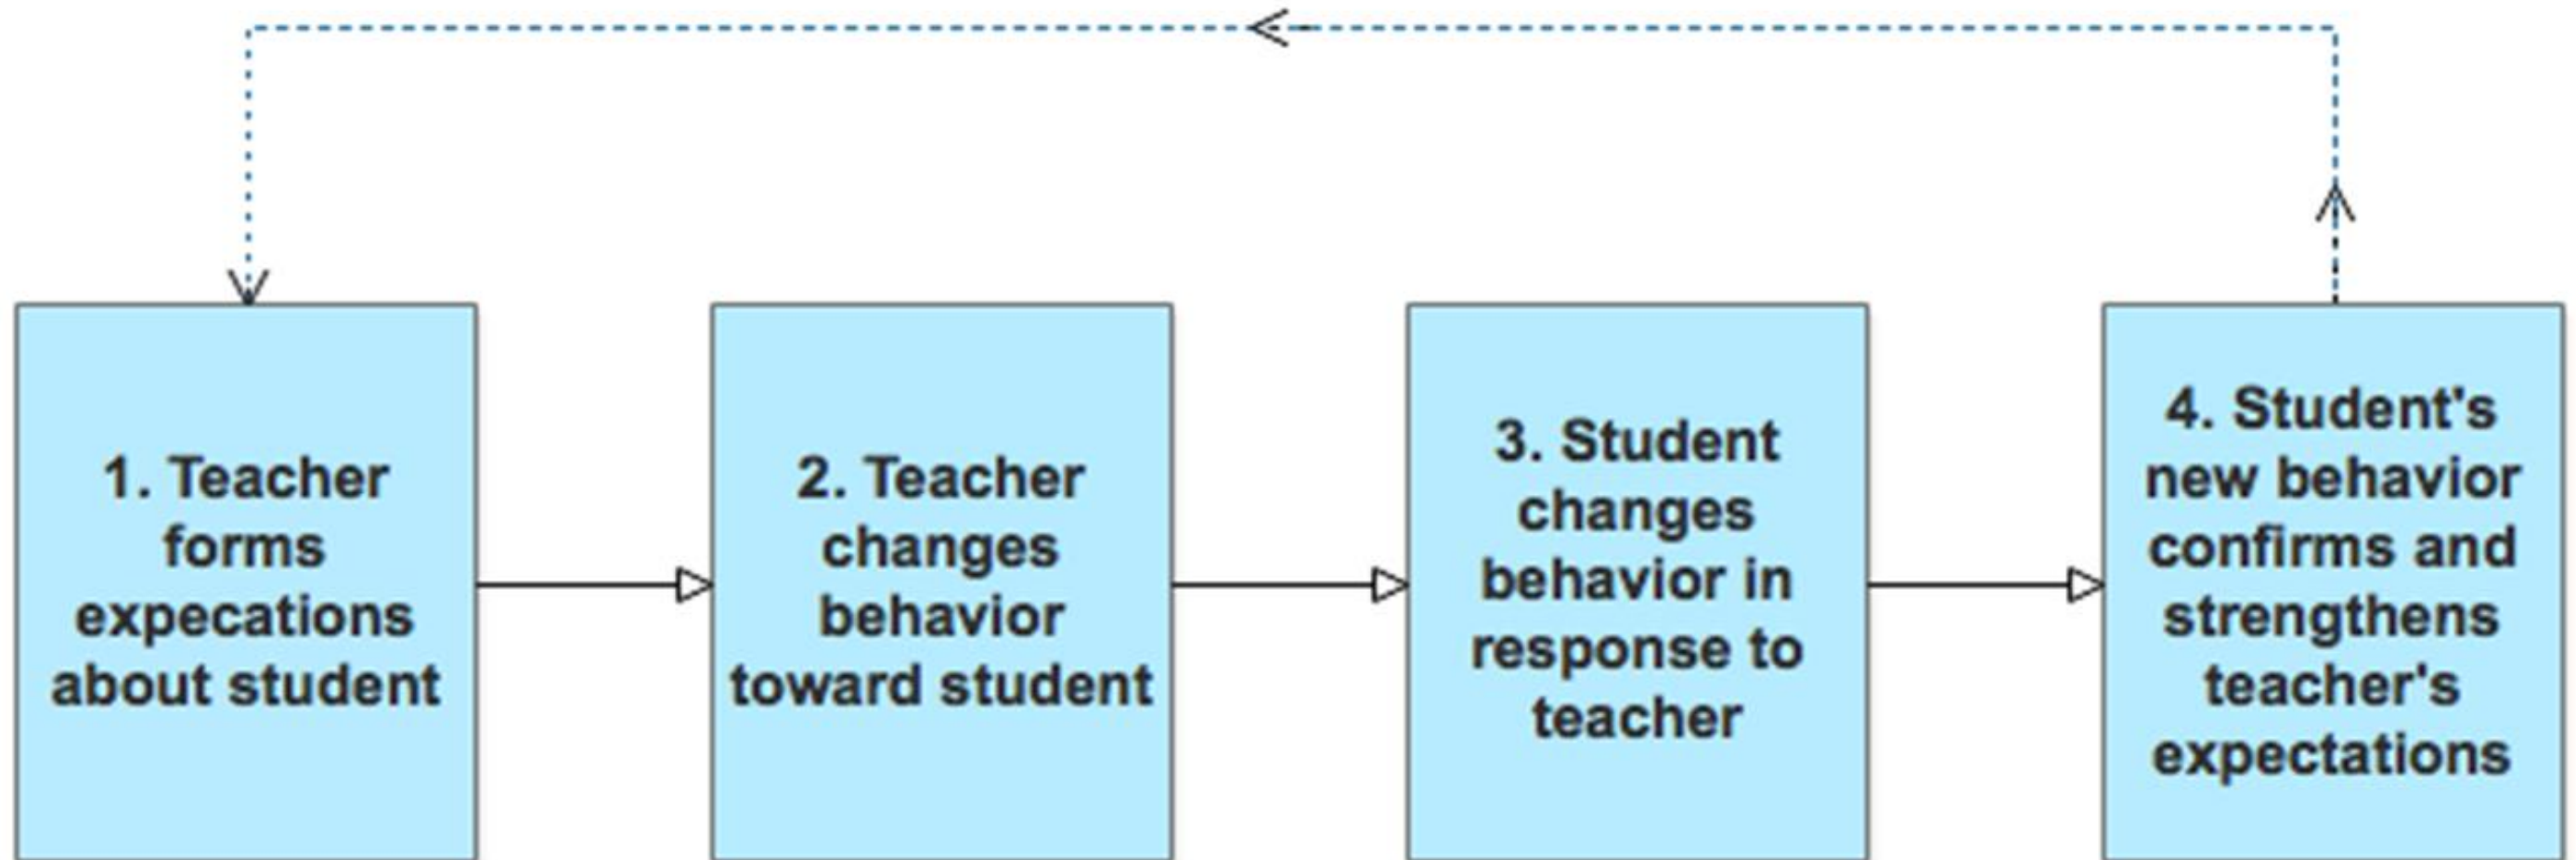 1. Teacher
forms
expecations
about student
2. Teacher
changes
behavior
toward student
3. Student
changes
behavior in
response to
teacher
4. Student's
new behavior
confirms and
strengthens
teacher's
expectations